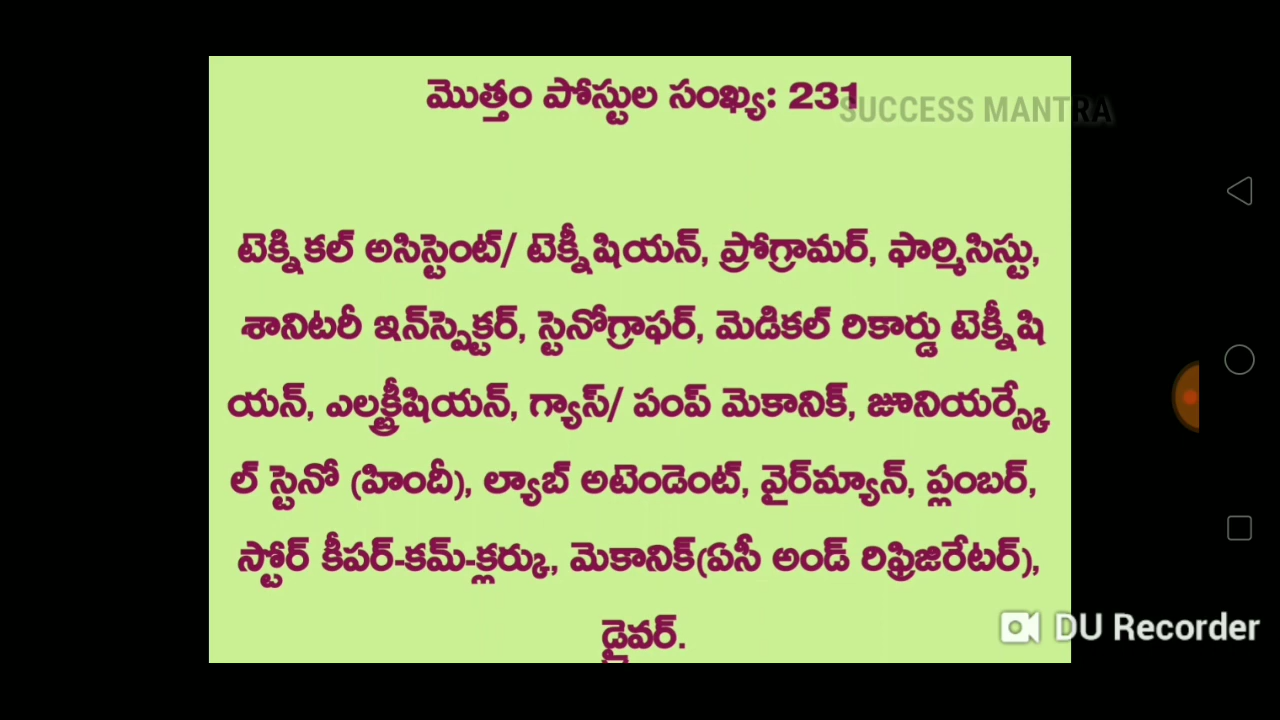 మొత్తం పోస్టుల సంఖ్య: 231
SUCCESS MANTRA
టెక్నికల్ అసిస్టెంట్/ టెక్నీషియన్, ప్రోగ్రామర్, ఫార్మిసిస్టు,
శానిటరీ ఇన్‌స్పెక్టర్, స్టెనోగ్రాఫర్, మెడికల్ రికార్డు టెక్నీషి
యన్, ఎలక్ట్రీషియన్, గ్యాస్/ పంప్ మెకానిక్, జూనియర్స్కే
ల్ స్టెనో (హిందీ), ల్యాబ్ అటెండెంట్, వైర్‌మ్యాన్, ప్లంబర్,
స్టోర్ కీపర్-కమ్-క్లర్కు, మెకానిక్(ఏసీ అండ్ రిఫ్రిజిరేటర్),
డ్రైవర్.
DU Recorder